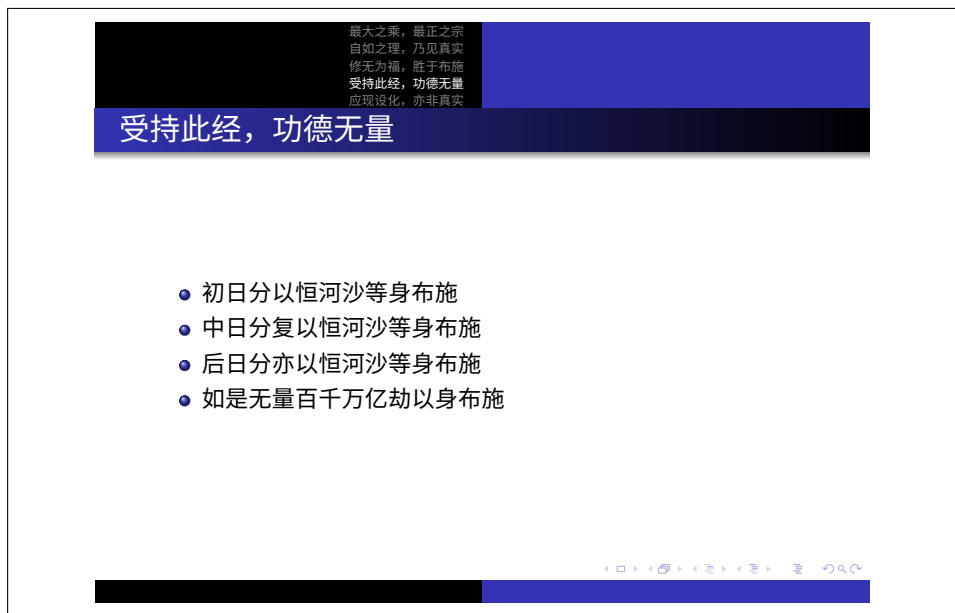 最大之乘，最正之宗
自如之理，乃见真实
修无为福，胜于布施
受持此经，功德无量
应现设化，亦非真实
受持此经，功德无量
初日分以恒河沙等身布施
中日分复以恒河沙等身布施
后日分亦以恒河沙等身布施
如是无量百千万亿劫以身布施